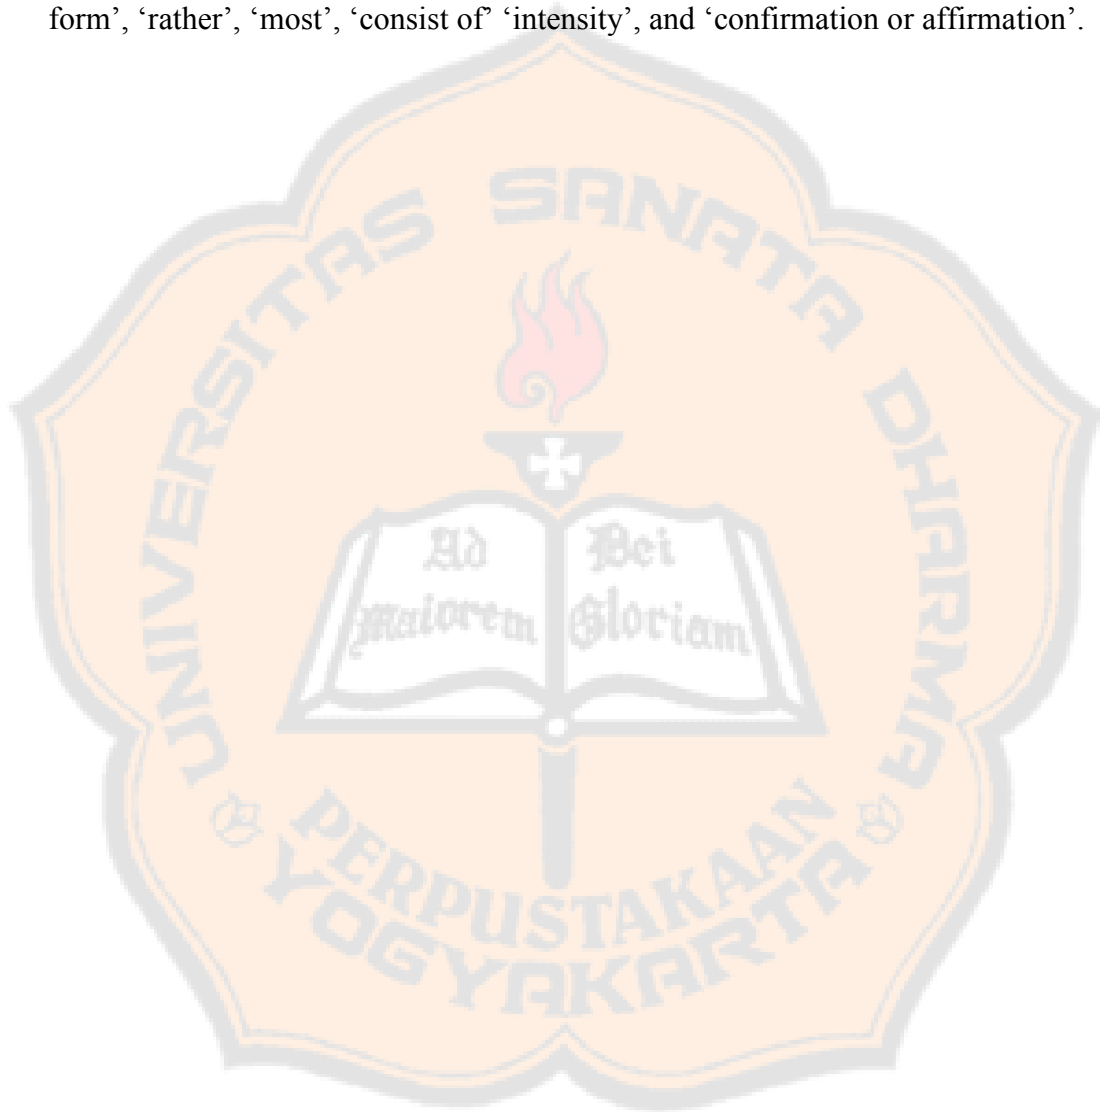 form’, ‘rather’, ‘most’, ‘consist of’ ‘intensity’, and ‘confirmation or affirmation’.
UNIVERSITAS SANATA DHARMA
Ad Dei
maiorem Gloriam
PERPUSTAKAAN
YOGYAKARTA